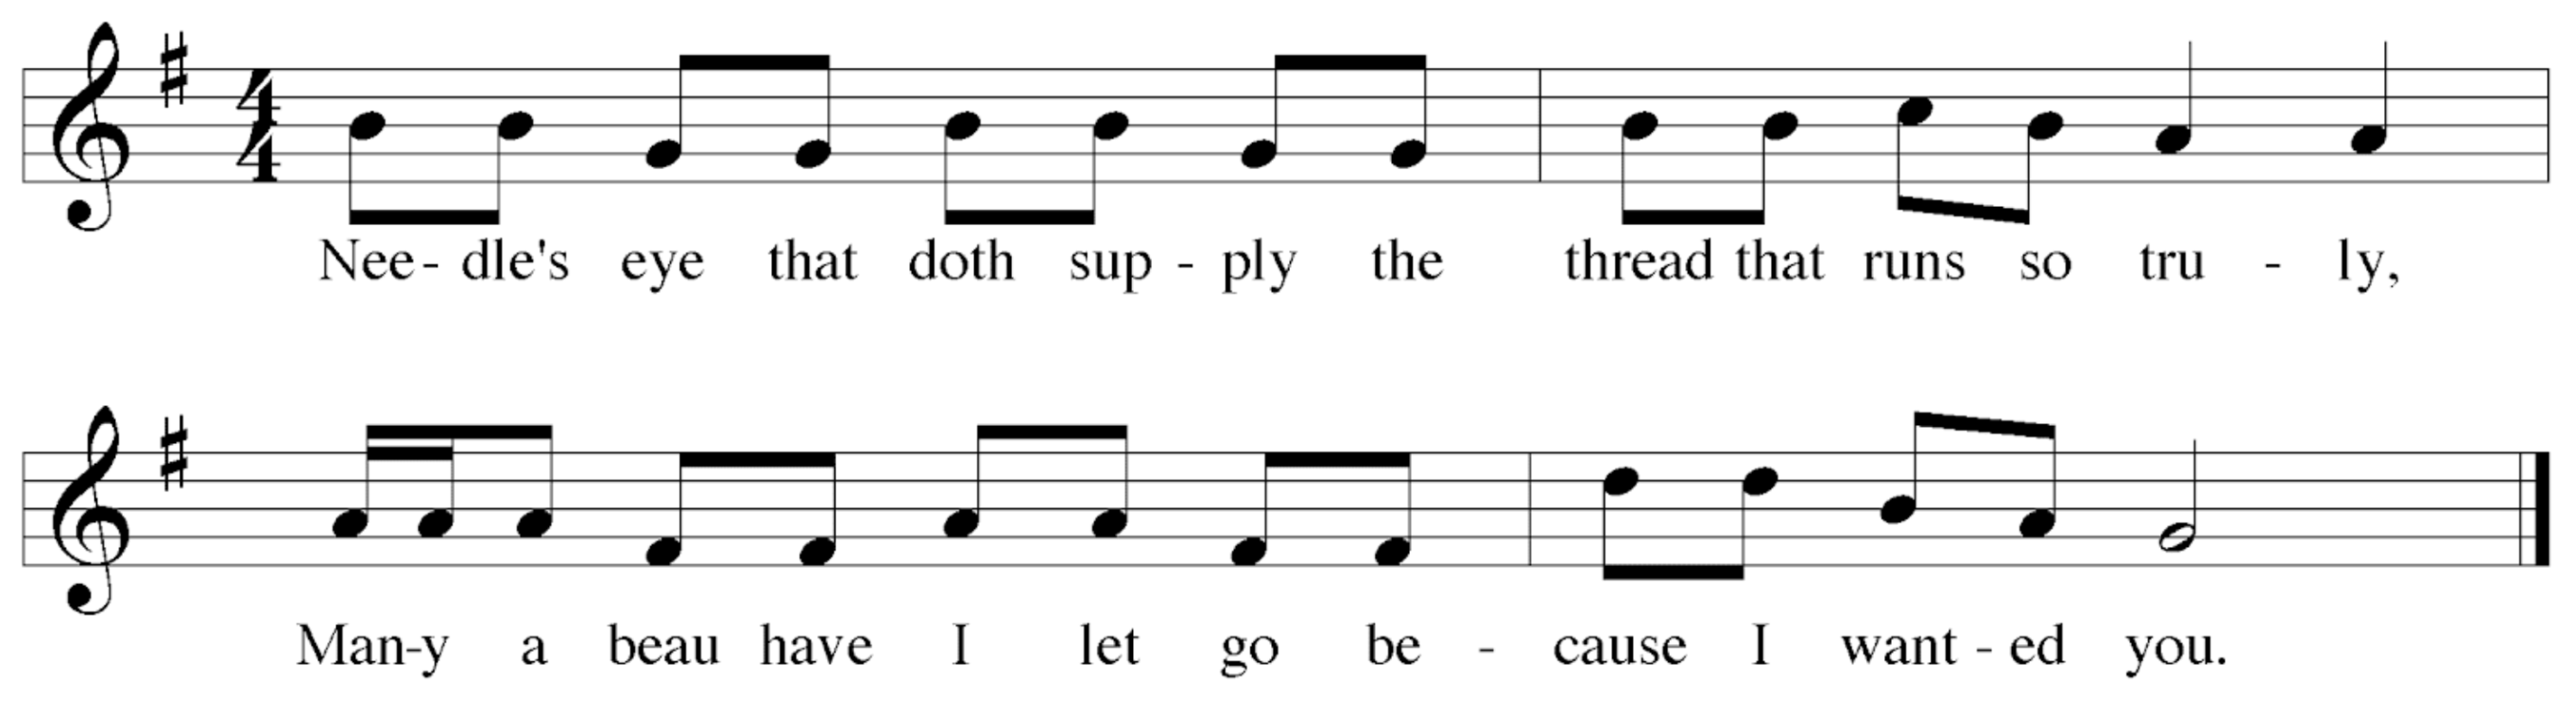 4
4
Nee - dle's eye that doth sup - ply the thread that runs so tru - ly,
Man-y a beau have I let go be - cause I want - ed you.